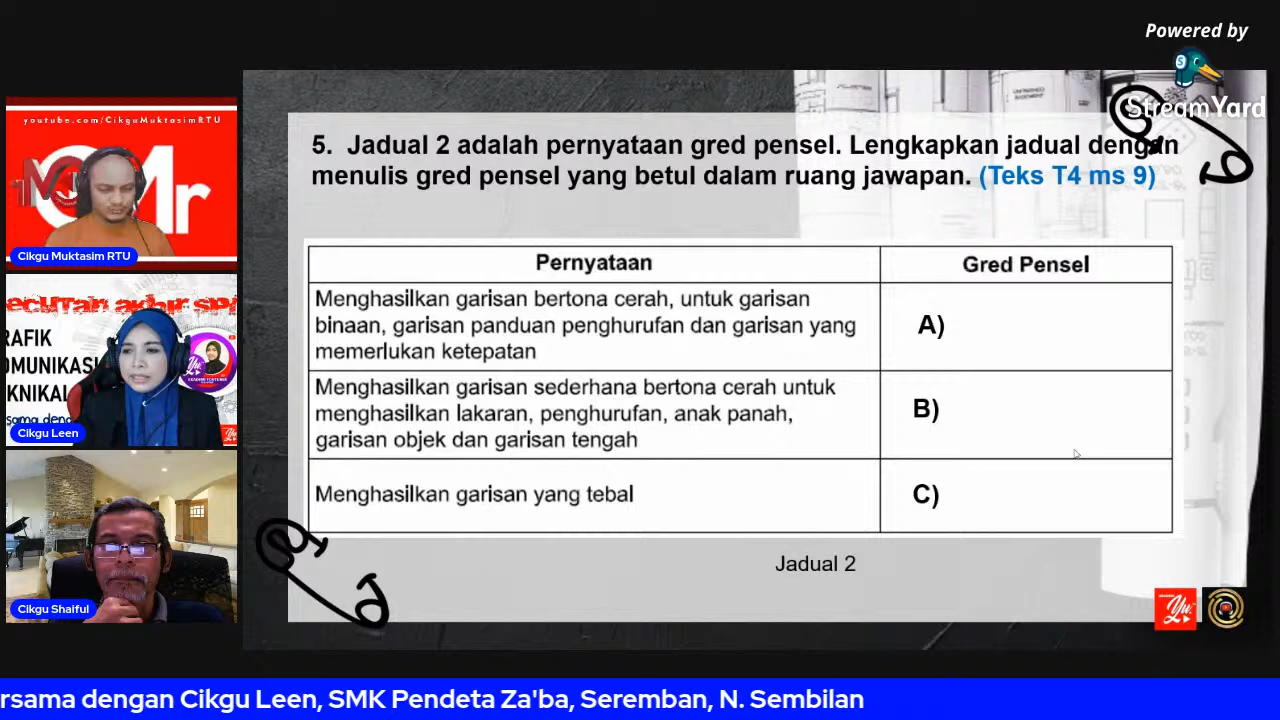 Powered by
StreamYard
youtube.com/CikguMuktasimRTU
Cikgu Muktasim RTU
RAFIK
OMUNIKASI
KNIKAL
Cikgu Leen
Cikgu Shaiful
5. Jadual 2 adalah pernyataan gred pensel. Lengkapkan jadual dengan
menulis gred pensel yang betul dalam ruang jawapan. (Teks T4 ms 9)
Pernyataan
Gred Pensel
Menghasilkan garisan bertona cerah, untuk garisan
binaan, garisan panduan penghurufan dan garisan yang
memerlukan ketepatan
A)
Menghasilkan garisan sederhana bertona cerah untuk
menghasilkan lakaran, penghurufan, anak panah,
garisan objek dan garisan tengah
B)
Menghasilkan garisan yang tebal
C)
Jadual 2
rsama dengan Cikgu Leen, SMK Pendeta Za'ba, Seremban, N. Sembilan